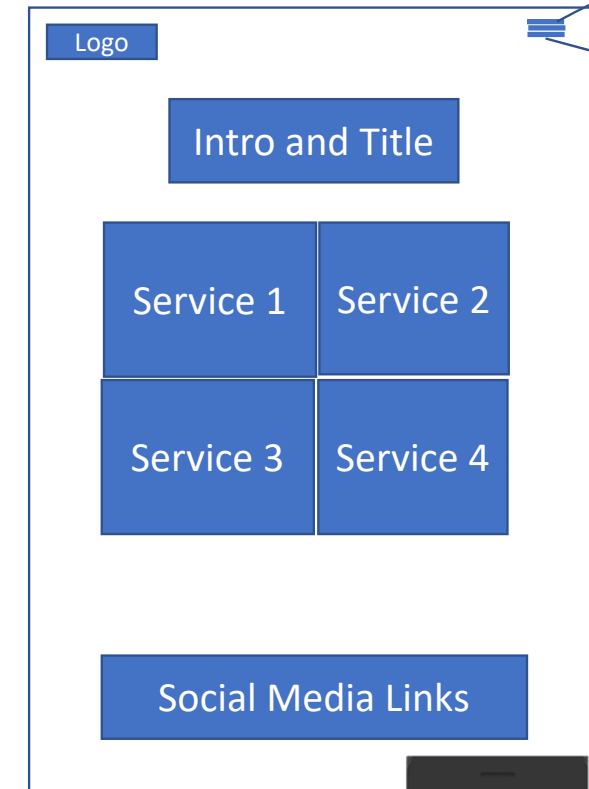 Logo
Intro and Title
Service 1
Service 2
Service 3
Service 4
Social Media Links